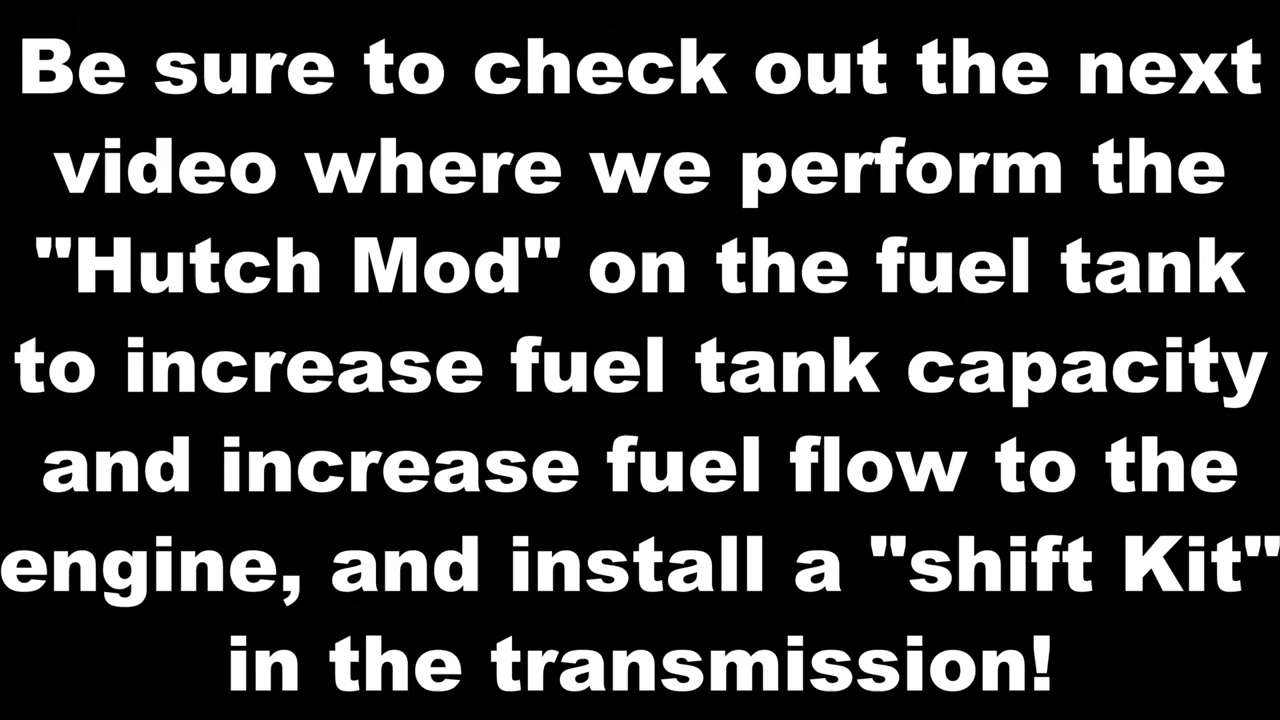 Be sure to check out the next
video where we perform the
"Hutch Mod" on the fuel tank
to increase fuel tank capacity
and increase fuel flow to the
engine, and install a "shift Kit"
in the transmission!